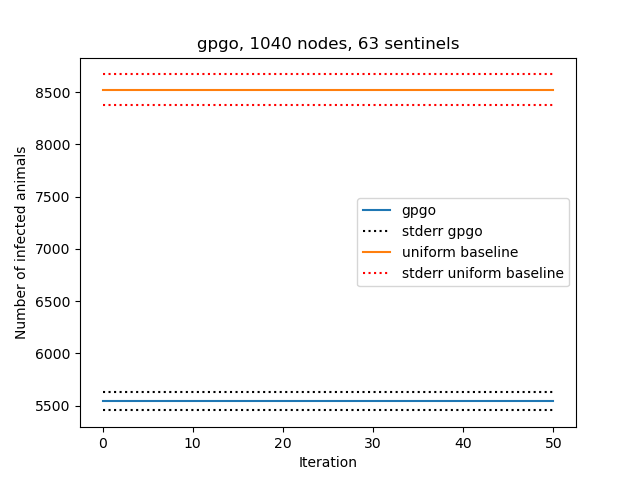 gpgo, 1040 nodes, 63 sentinels
Number of infected animals
8500
8000
7500
7000
6500
6000
5500
gpgo
stderr gpgo
uniform baseline
stderr uniform baseline
0 10 20 30 40 50
Iteration